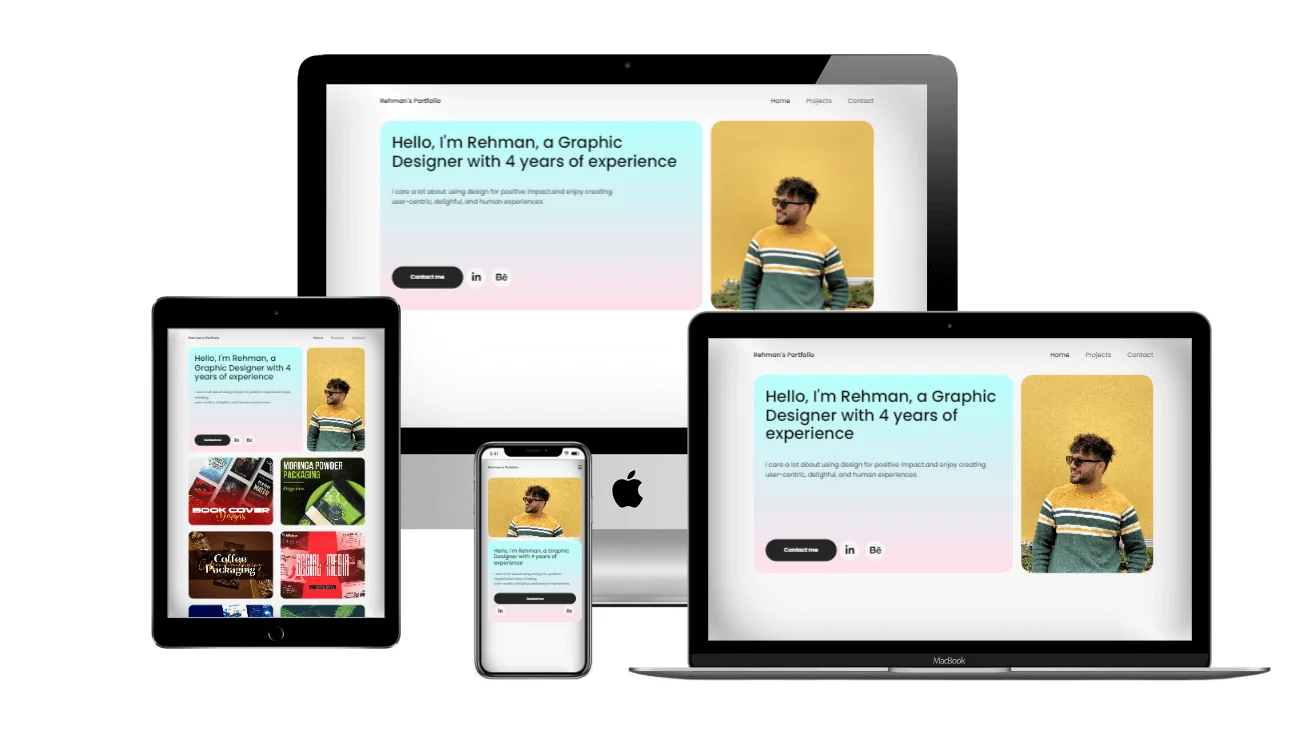 Rehman's Portfolio
Home Projects Contact
Hello, I'm Rehman, a Graphic
Designer with 4 years of experience
I care a lot about using design for positive impact.and enjoy creating
user-centric, delighful, and human experiences.
Contact me in Bē
Rehman's Portfolio
Home Projects Contact
Hello, I'm Rehman, a
Graphic Designer with 4
years of experience
Contact me in Bē
BOOK COVER
Designs
MORINGA POWDER
PACKAGING
Coffee
Packaging
SOCIAL MEDIA
Rehman's Portfolio
Hello, I'm Rehman, a Graphic
Designer with 4 years of
experience
Contact me
in Bē
Rehman's Portfolio
Home Projects Contact
Hello, I'm Rehman, a Graphic
Designer with 4 years of
experience
I care a lot about using design for positive impact.and enjoy creating
user-centric, delighful, and human experiences.
Contact me in Bē
MacBook